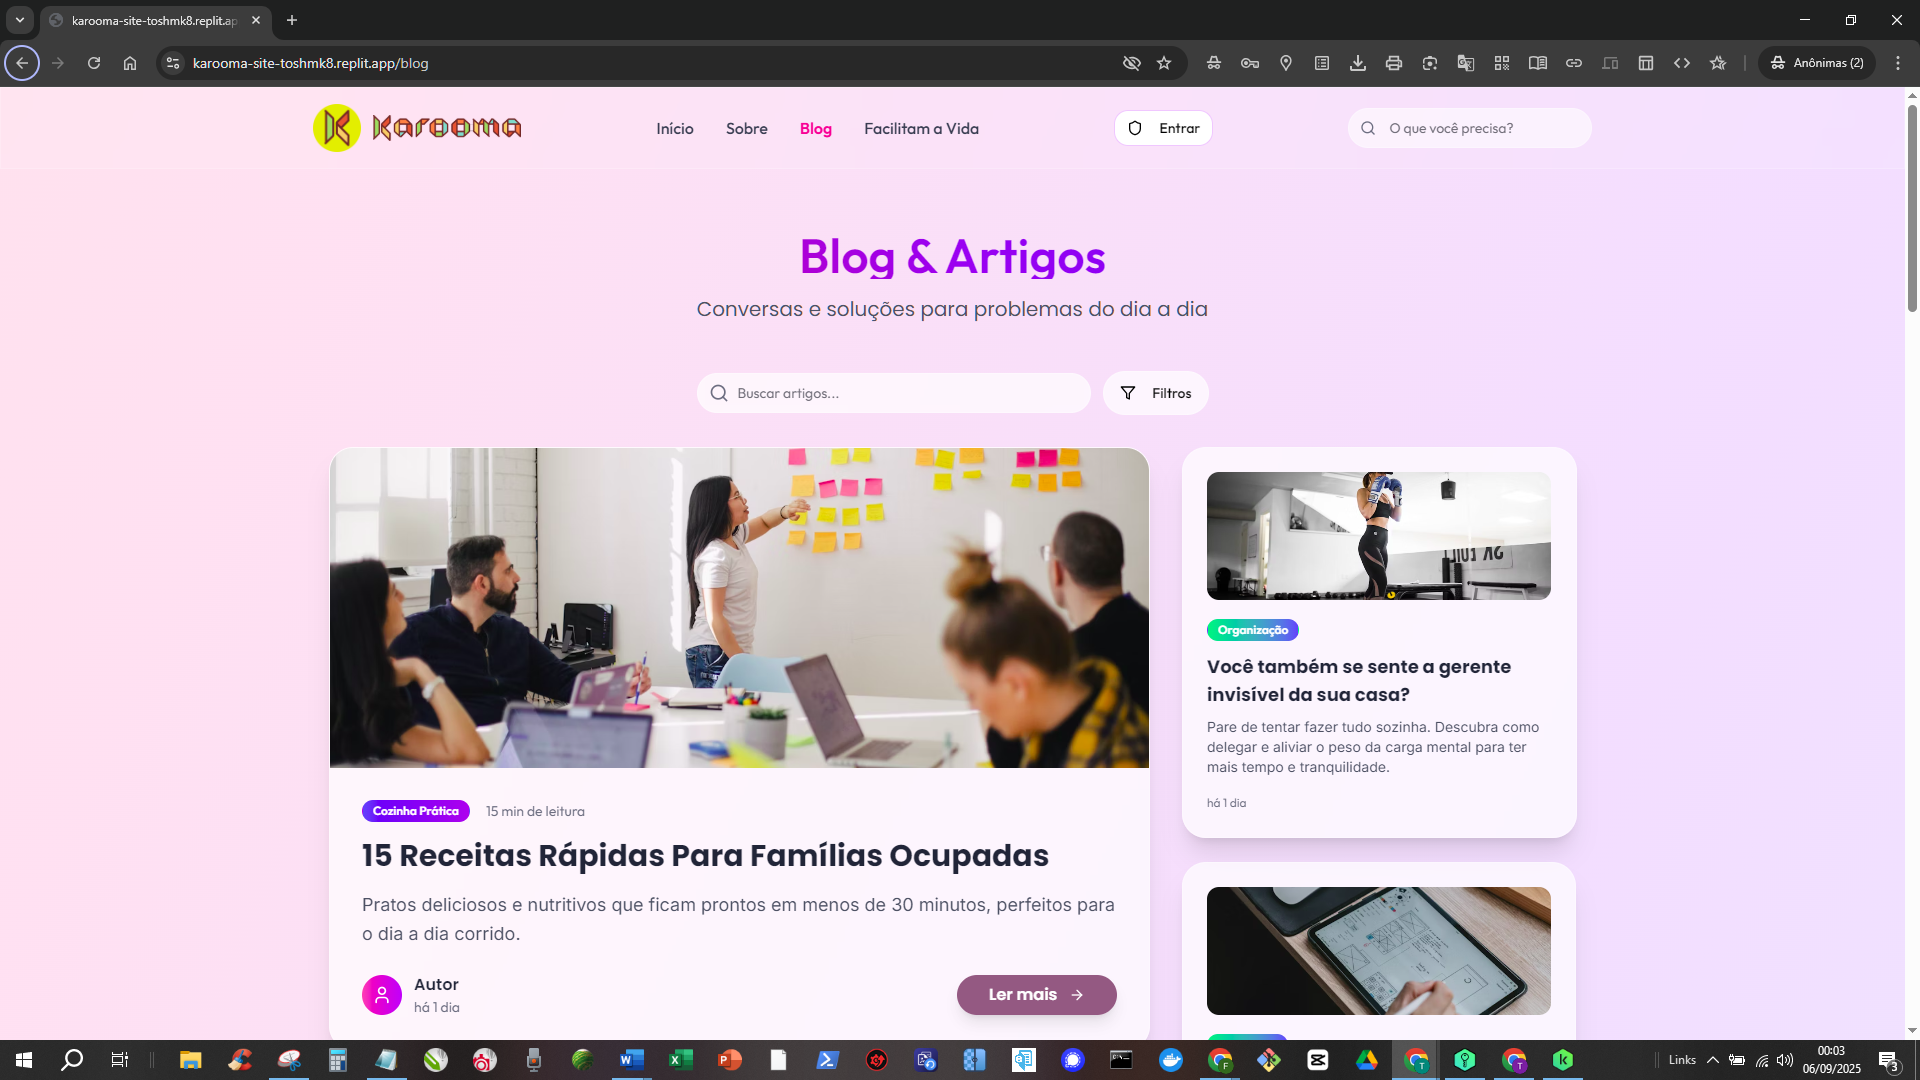 karooma-site-toshmk8.replit.ap
karooma-site-toshmk8.replit.app/blog
Anônimas (2)
Karooma
Início
Sobre
Blog
Facilitam a Vida
Entrar
O que você precisa?
Blog & Artigos
Conversas e soluções para problemas do dia a dia
Buscar artigos...
Filtros
Cozinha Prática
15 min de leitura
15 Receitas Rápidas Para Famílias Ocupadas
Pratos deliciosos e nutritivos que ficam prontos em menos de 30 minutos, perfeitos para
o dia a dia corrido.
Autor
há 1 dia
Ler mais
Organização
Você também se sente a gerente
invisível da sua casa?
Pare de tentar fazer tudo sozinha. Descubra como
delegar e aliviar o peso da carga mental para ter
mais tempo e tranquilidade.
há 1 dia
Links
00:03
06/09/2025
3